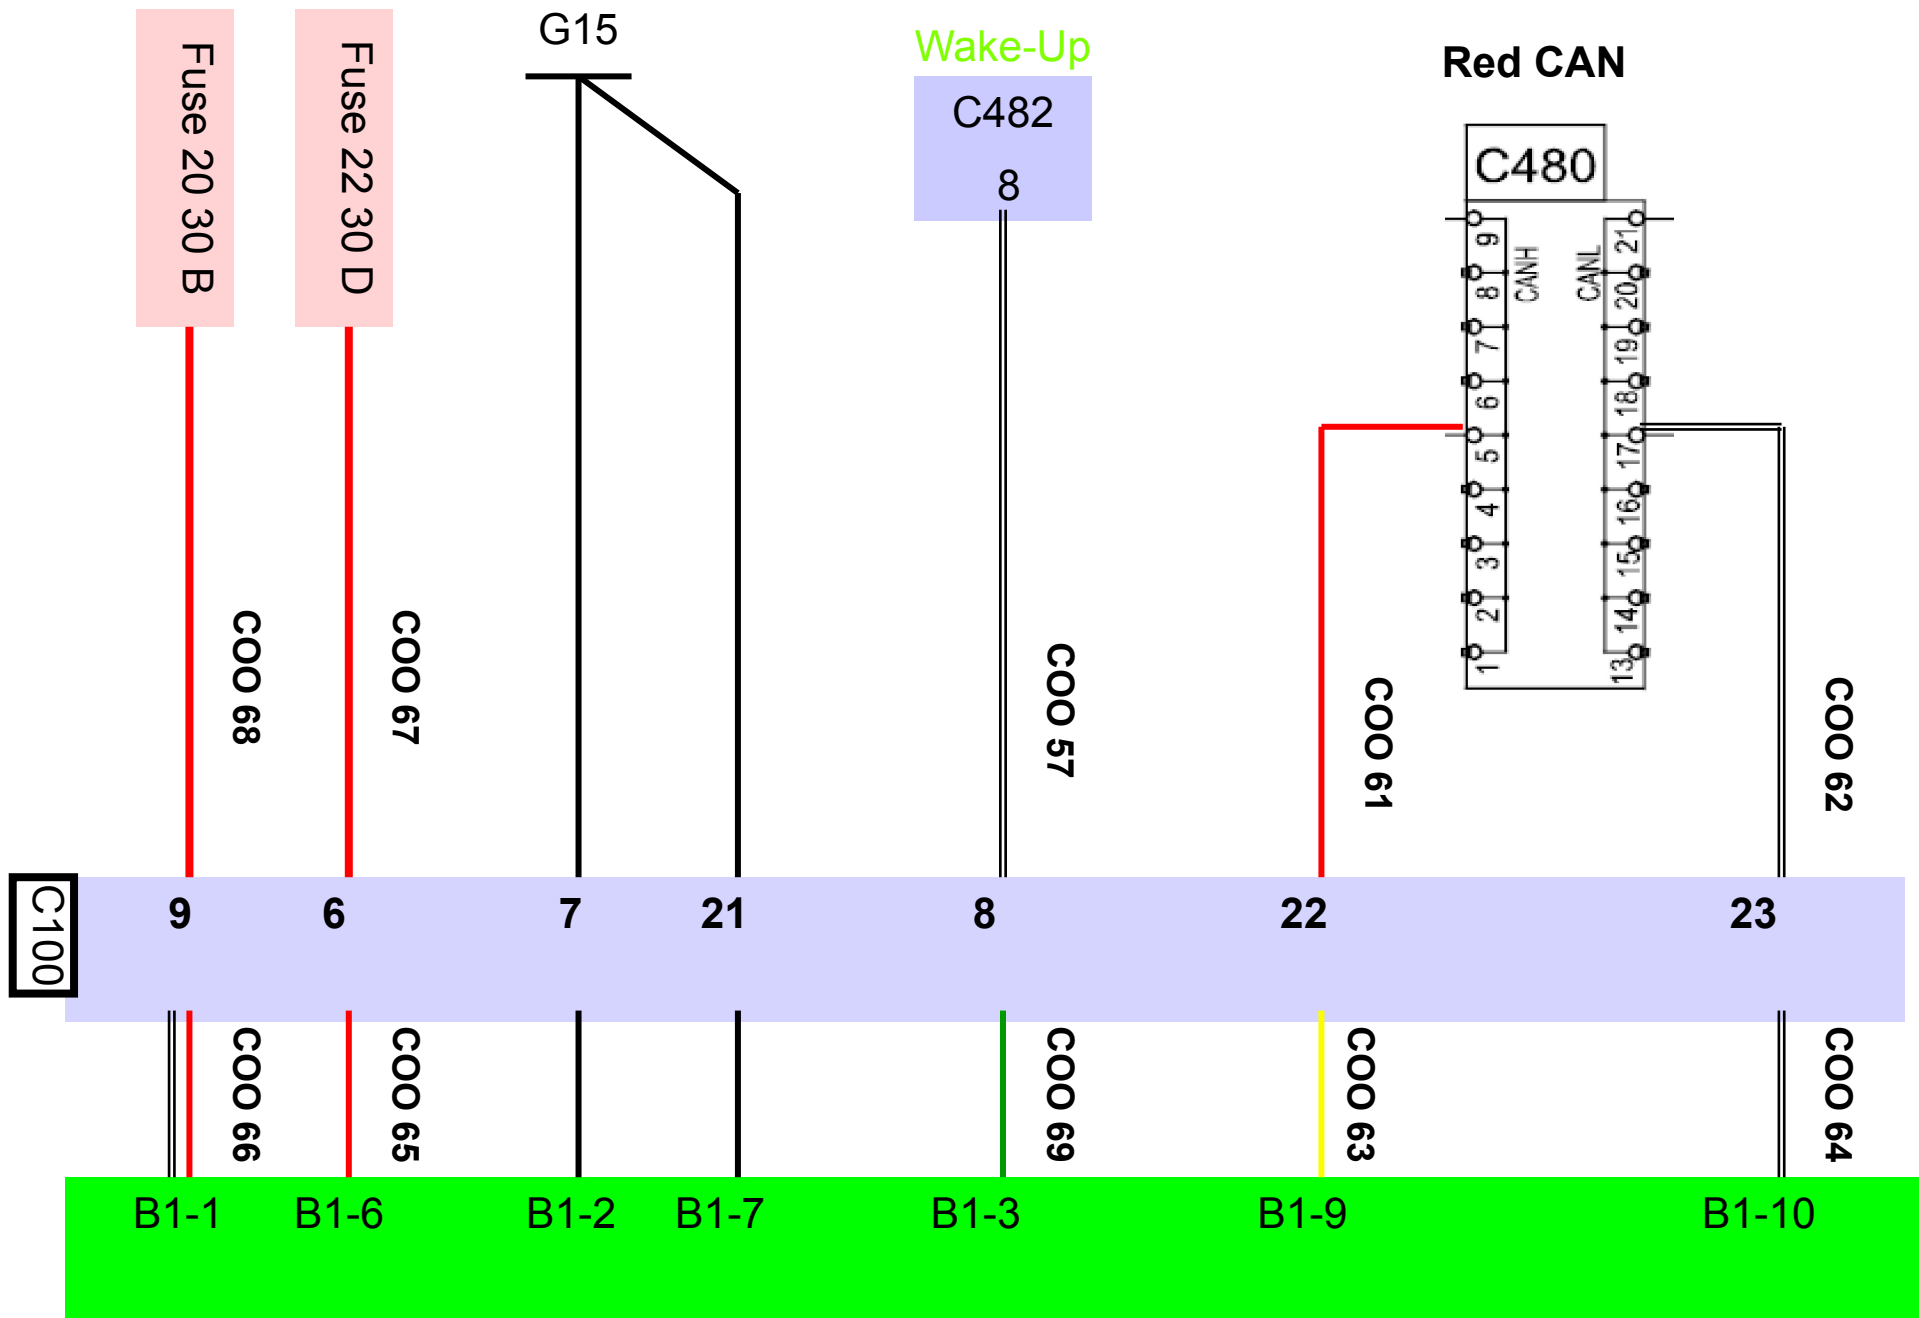 Fuse 20 30 B
Fuse 22 30 D
G15
Wake-Up
C482
8
Red CAN
C480
9
8
7
6
5
4
3
2
1
CANH
CANL
21
20
19
18
17
16
15
14
13
COO 68
COO 67
COO 57
COO 61
COO 62
C100
9
6
7
21
8
22
23
COO 66
COO 65
COO 69
COO 63
COO 64
B1-1
B1-6
B1-2
B1-7
B1-3
B1-9
B1-10